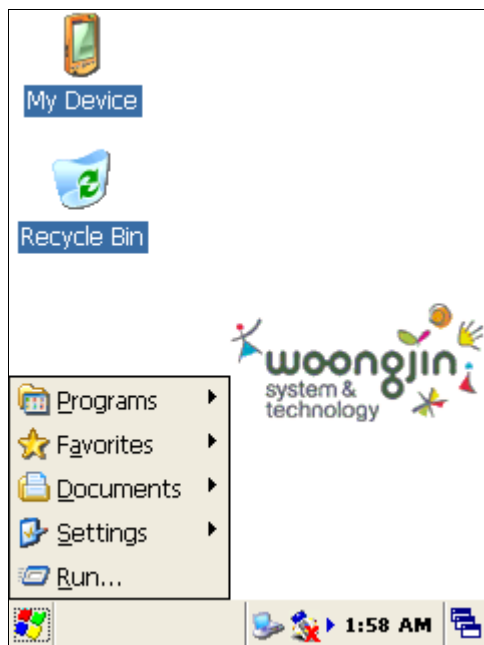 My Device
Recycle Bin
woongjin
system &
technology
Programs
Favorites
Documents
Settings
Run...
1:58 AM